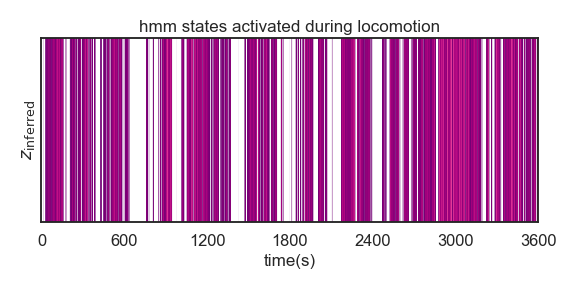 hmm states activated during locomotion
z_inferred
0 600 1200 1800 2400 3000 3600
time(s)